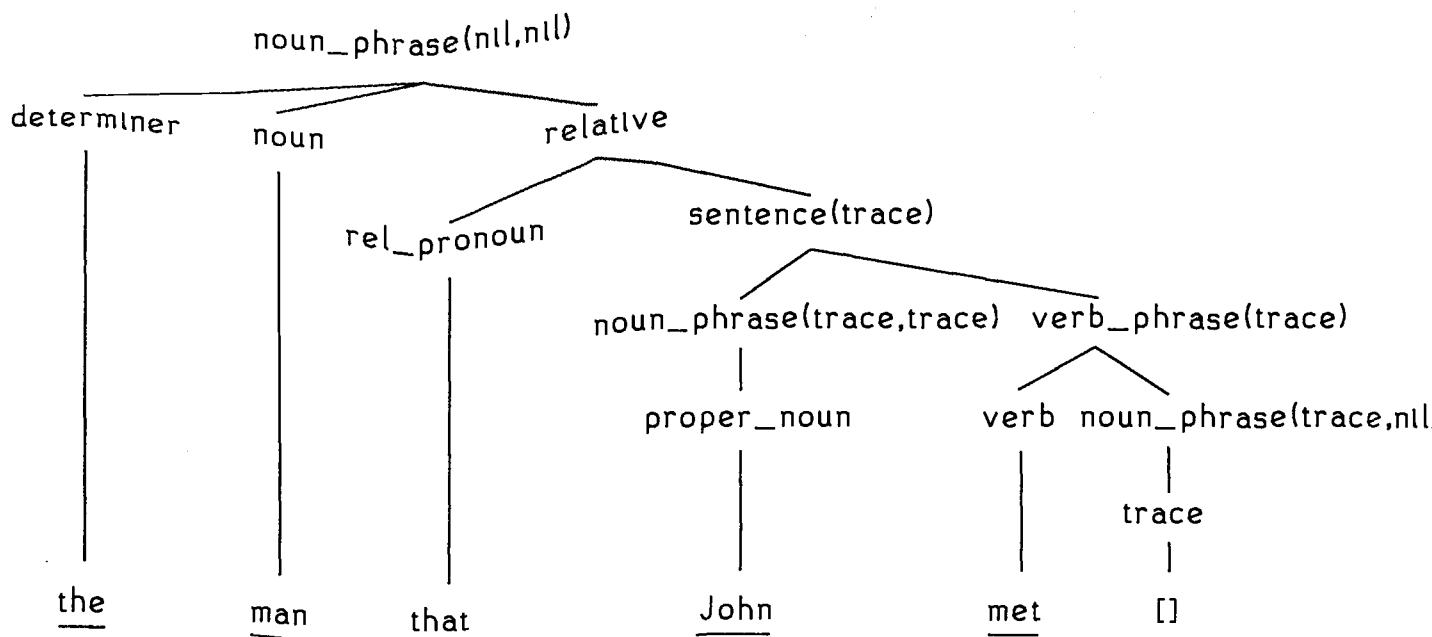 noun_phrase(nil,nil)
determiner noun relative
rel_pronoun sentence(trace)
noun_phrase(trace,trace) verb_phrase(trace)
proper_noun verb noun_phrase(trace,nil
trace
the man that John met []